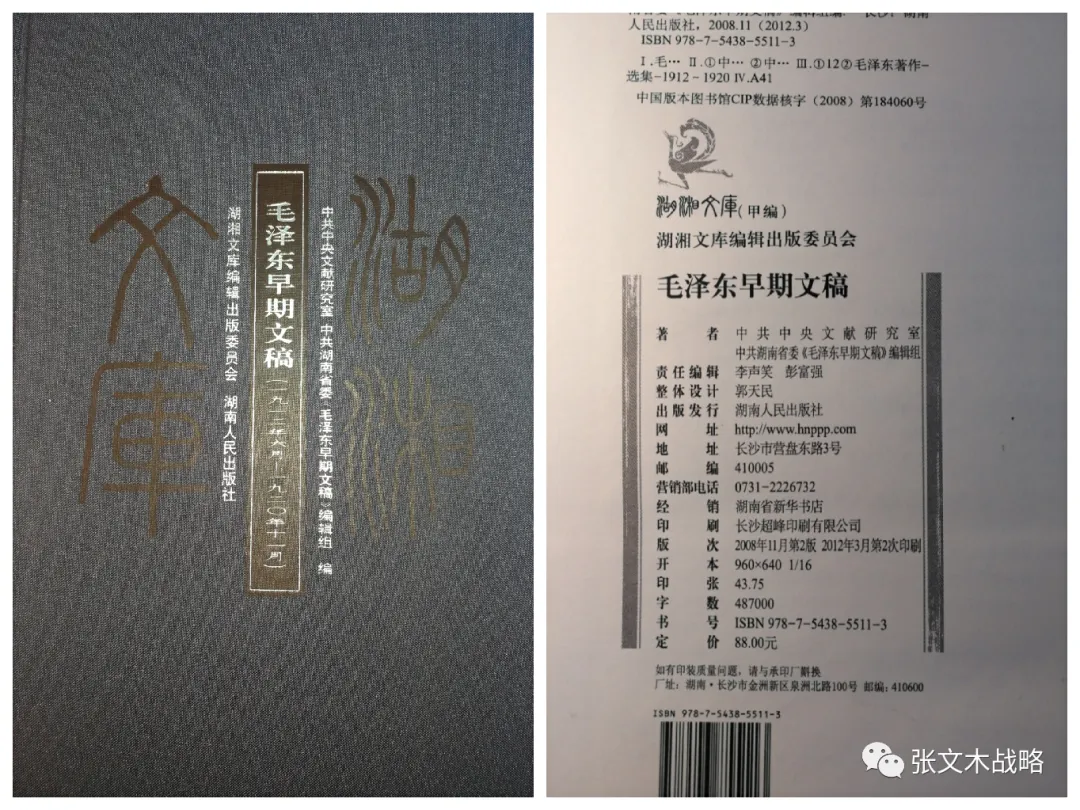 湖湘
文庫
中共中央文献研究室 中共湖南省委《毛泽东早期文稿》编辑组 编
毛泽东早期文稿
(一九一二年六月—一九二〇年十一月)
湖湘文库编辑出版委员会 湖南人民出版社
人民出版社，2008.11（2012.3）
ISBN 978-7-5438-5511-3
Ⅰ.毛… Ⅱ.①中…②中… Ⅲ.①12②毛泽东著作-
选集-1912～1920 Ⅳ.A41
中国版本图书馆CIP数据核字（2008）第184060号
湖湘文庫(甲编)
湖湘文库编辑出版委员会
毛泽东早期文稿
著者 中共中央文献研究室
中共湖南省委《毛泽东早期文稿》编辑组
责任编辑 李声笑 彭富强
整体设计 郭天民
出版发行 湖南人民出版社
网址 http://www.hnppp.com
地址 长沙市营盘东路3号
邮编 410005
营销部电话 0731-2226732
经销 湖南省新华书店
印刷 长沙超峰印刷有限公司
版次 2008年11月第2版 2012年3月第2次印刷
开本 960×640 1/16
印张 43.75
字数 487000
书号 ISBN 978-7-5438-5511-3
定价 88.00元
如有印装质量问题，请与承印厂斟换
厂址：湖南·长沙市金洲新区泉洲北路100号 邮编：410600
ISBN 978-7-5438-5511-3
张文木战略